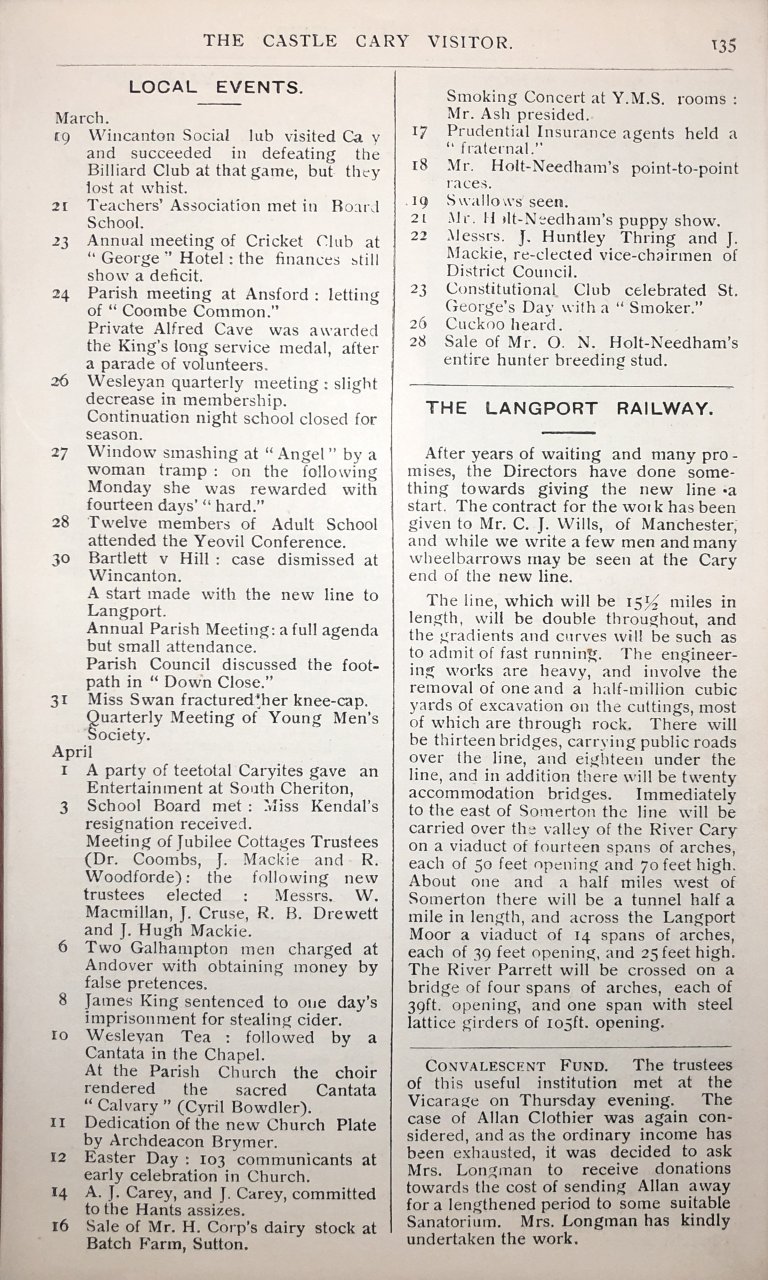 THE CASTLE CARY VISITOR.
135
LOCAL EVENTS.
March.
19 Wincanton Social lub visited Ca y
and succeeded in defeating the
Billiard Club at that game, but they
lost at whist.
21 Teachers' Association met in Board
School.
23 Annual meeting of Cricket Club at
" George " Hotel : the finances still
show a deficit.
24 Parish meeting at Ansford : letting
of " Coombe Common."
Private Alfred Cave was awarded
the King's long service medal, after
a parade of volunteers.
26 Wesleyan quarterly meeting : slight
decrease in membership.
Continuation night school closed for
season.
27 Window smashing at " Angel " by a
woman tramp : on the following
Monday she was rewarded with
fourteen days' " hard."
28 Twelve members of Adult School
attended the Yeovil Conference.
30 Bartlett v Hill : case dismissed at
Wincanton.
A start made with the new line to
Langport.
Annual Parish Meeting: a full agenda
but small attendance.
Parish Council discussed the foot-
path in " Down Close."
31 Miss Swan fractured her knee-cap.
Quarterly Meeting of Young Men's
Society.
April
1 A party of teetotal Caryites gave an
Entertainment at South Cheriton,
3 School Board met : Miss Kendal's
resignation received.
Meeting of Jubilee Cottages Trustees
(Dr. Coombs, J. Mackie and R.
Woodforde): the following new
trustees elected : Messrs. W.
Macmillan, J. Cruse, R. B. Drewett
and J. Hugh Mackie.
6 Two Galhampton men charged at
Andover with obtaining money by
false pretences.
8 James King sentenced to one day's
imprisonment for stealing cider.
10 Wesleyan Tea : followed by a
Cantata in the Chapel.
At the Parish Church the choir
rendered the sacred Cantata
" Calvary " (Cyril Bowdler).
11 Dedication of the new Church Plate
by Archdeacon Brymer.
12 Easter Day : 103 communicants at
early celebration in Church.
14 A. J. Carey, and J. Carey, committed
to the Hants assizes.
16 Sale of Mr. H. Corp's dairy stock at
Batch Farm, Sutton.
Smoking Concert at Y.M.S. rooms :
Mr. Ash presided.
17 Prudential Insurance agents held a
" fraternal."
18 Mr. Holt-Needham's point-to-point
races.
19 Swallows seen.
21 Mr. Holt-Needham's puppy show.
22 Messrs. J. Huntley Thring and J.
Mackie, re-clected vice-chairmen of
District Council.
23 Constitutional Club celebrated St.
George's Day with a " Smoker."
26 Cuckoo heard.
28 Sale of Mr. O. N. Holt-Needham's
entire hunter breeding stud.
THE LANGPORT RAILWAY.
After years of waiting and many pro-
mises, the Directors have done some-
thing towards giving the new line a
start. The contract for the work has been
given to Mr. C. J. Wills, of Manchester,
and while we write a few men and many
wheelbarrows may be seen at the Cary
end of the new line.
The line, which will be 15½ miles in
length, will be double throughout, and
the gradients and curves will be such as
to admit of fast running. The engineer-
ing works are heavy, and involve the
removal of one and a half-million cubic
yards of excavation on the cuttings, most
of which are through rock. There will
be thirteen bridges, carrying public roads
over the line, and eighteen under the
line, and in addition there will be twenty
accommodation bridges. Immediately
to the east of Somerton the line will be
carried over the valley of the River Cary
on a viaduct of fourteen spans of arches,
each of 50 feet opening and 70 feet high.
About one and a half miles west of
Somerton there will be a tunnel half a
mile in length, and across the Langport
Moor a viaduct of 14 spans of arches,
each of 39 feet opening, and 25 feet high.
The River Parrett will be crossed on a
bridge of four spans of arches, each of
39ft. opening, and one span with steel
lattice girders of 105ft. opening.
CONVALESCENT FUND. The trustees
of this useful institution met at the
Vicarage on Thursday evening. The
case of Allan Clothier was again con-
sidered, and as the ordinary income has
been exhausted, it was decided to ask
Mrs. Longman to receive donations
towards the cost of sending Allan away
for a lengthened period to some suitable
Sanatorium. Mrs. Longman has kindly
undertaken the work.